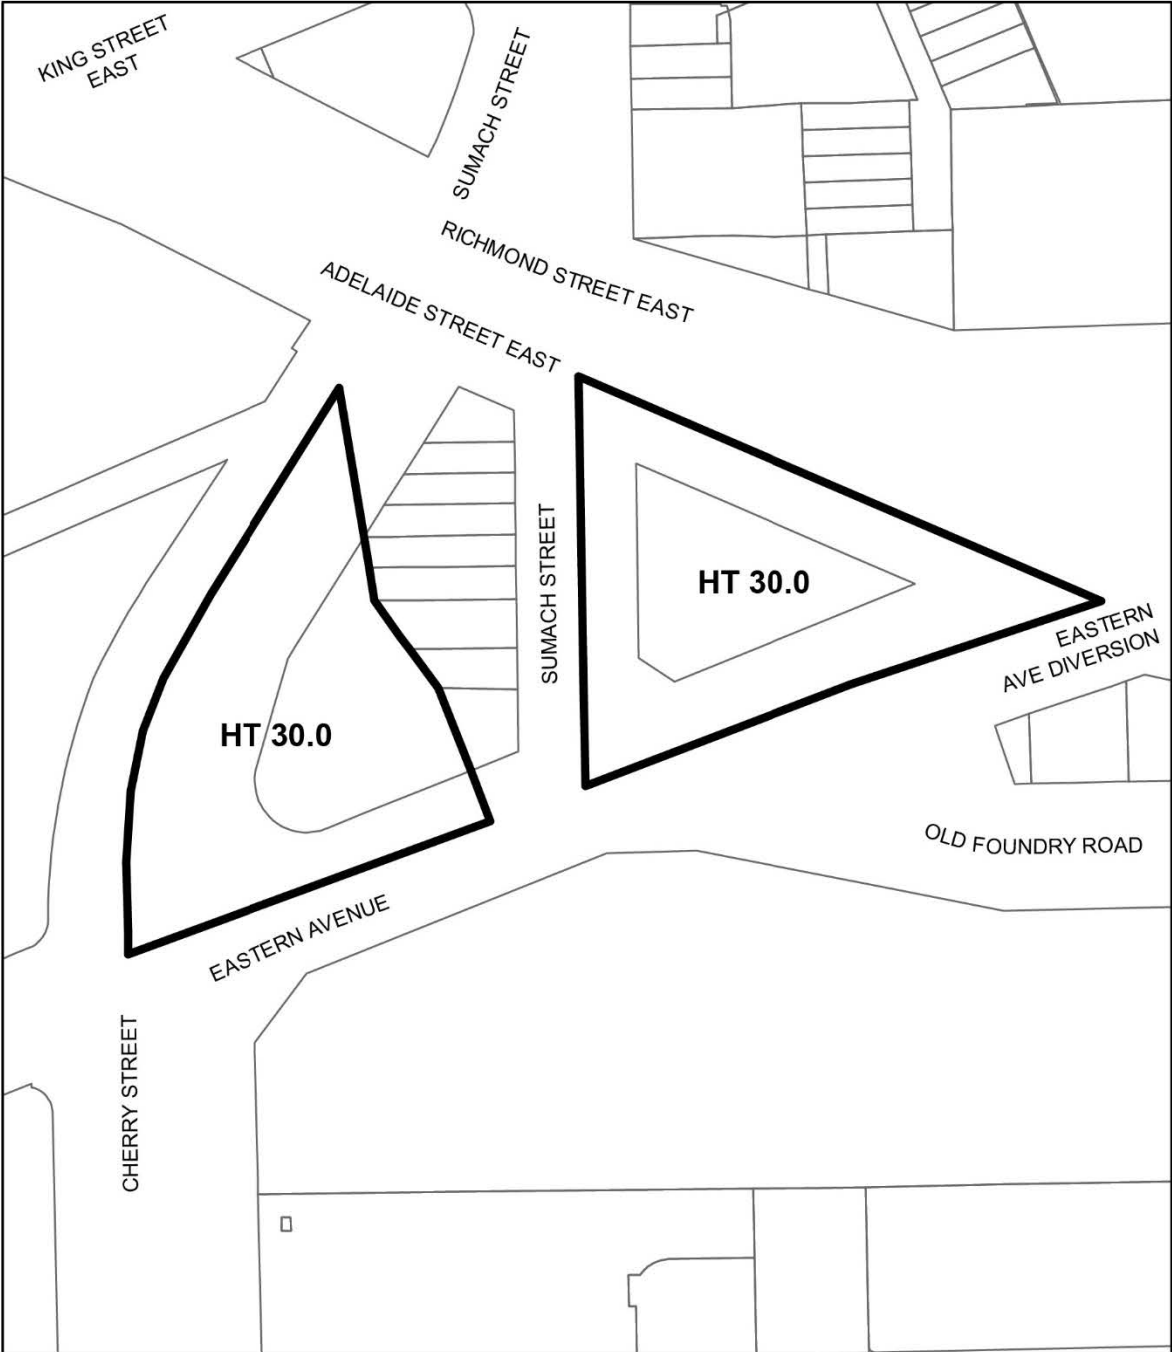 KING STREET
EAST
SUMACH STREET
RICHMOND STREET EAST
ADELAIDE STREET EAST
SUMACH STREET
HT 30.0
EASTERN
AVE DIVERSION
HT 30.0
OLD FOUNDRY ROAD
EASTERN AVENUE
CHERRY STREET